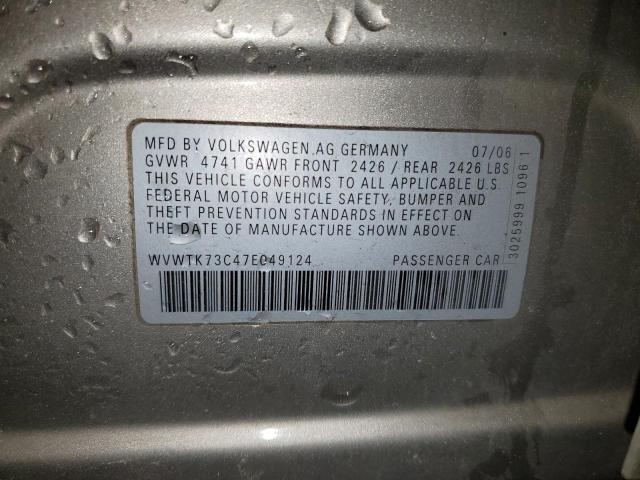 MFD BY VOLKSWAGEN AG GERMANY 07/06
GVWR 4741 GAWR FRONT 2426 / REAR 2426 LBS
THIS VEHICLE CONFORMS TO ALL APPLICABLE U.S.
FEDERAL MOTOR VEHICLE SAFETY, BUMPER AND
THEFT PREVENTION STANDARDS IN EFFECT ON
THE DATE OF MANUFACTURE SHOWN ABOVE.
WVWTK73C47E049124 PASSENGER CAR
3025999 1096 1